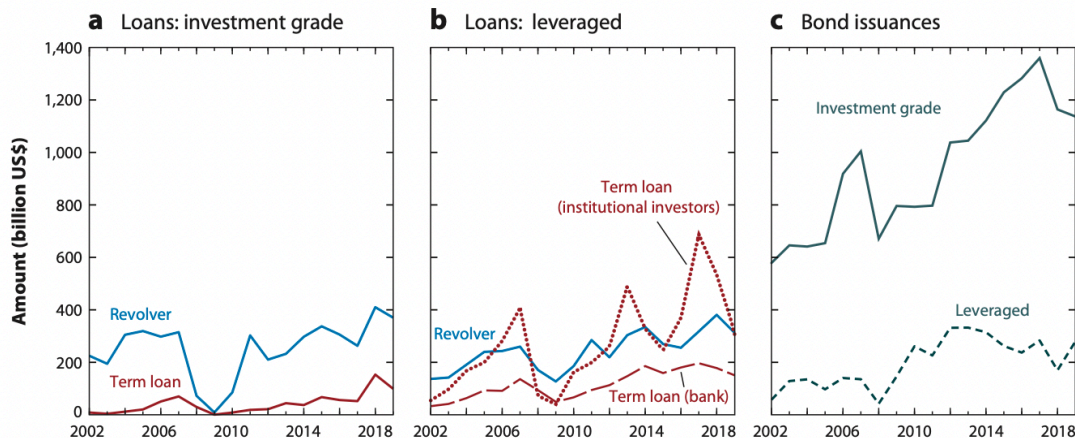 a Loans: investment grade
b Loans: leveraged
c Bond issuances
Amount (billion US$)
1,400
1,200
1,000
800
600
400
200
0
Revolver
Term loan
2002 2006 2010 2014 2018
Term loan
(institutional investors)
Revolver
Term loan (bank)
2002 2006 2010 2014 2018
Investment grade
Leveraged
2002 2006 2010 2014 2018